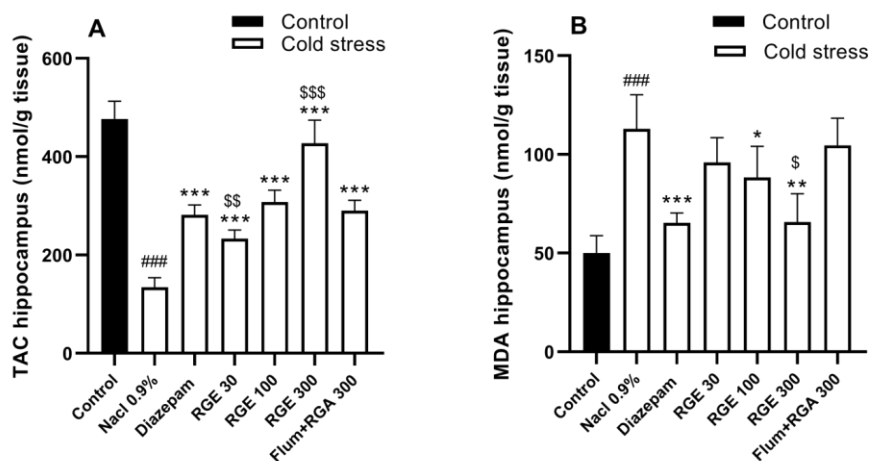 A
Control
Cold stress
TAC hippocampus (nmol/g tissue)
600
400
200
0
###
***
$$
***
***
$$$
***
***
Control
Nacl 0.9%
Diazepam
RGE 30
RGE 100
RGE 300
Flum+RGA 300
B
Control
Cold stress
MDA hippocampus (nmol/g tissue)
150
100
50
0
###
***
*
$
**
Control
Nacl 0.9%
Diazepam
RGE 30
RGE 100
RGE 300
Flum+RGA 300